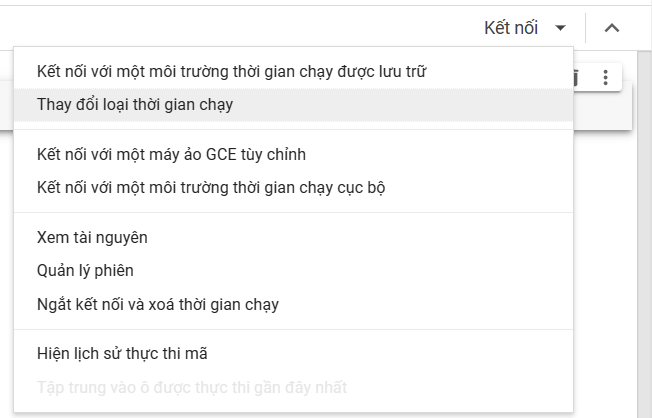 Kết nối
Kết nối với một môi trường thời gian chạy được lưu trữ
Thay đổi loại thời gian chạy
Kết nối với một máy ảo GCE tùy chỉnh
Kết nối với một môi trường thời gian chạy cục bộ
Xem tài nguyên
Quản lý phiên
Ngắt kết nối và xoá thời gian chạy
Hiện lịch sử thực thi mã
Tập trung vào ô được thực thi gần đây nhất